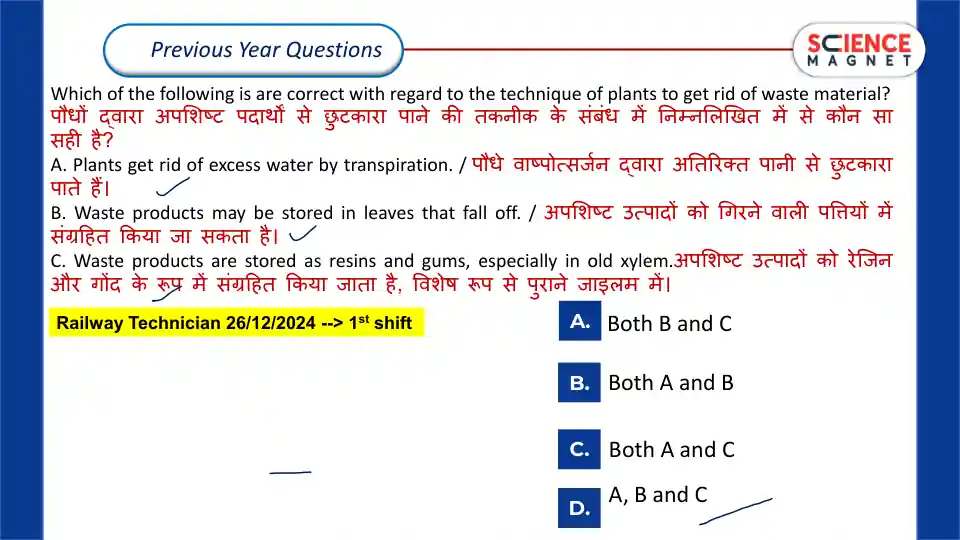 Previous Year Questions
SCIENCE
MAGNET
Which of the following is are correct with regard to the technique of plants to get rid of waste material?
पौधों द्वारा अपशिष्ट पदार्थों से छुटकारा पाने की तकनीक के संबंध में निम्नलिखित में से कौन सा
सही है?
A. Plants get rid of excess water by transpiration. / पौधे वाष्पोत्सर्जन द्वारा अतिरिक्त पानी से छुटकारा
पाते हैं।
B. Waste products may be stored in leaves that fall off. / अपशिष्ट उत्पादों को गिरने वाली पत्तियों में
संग्रहित किया जा सकता है।
C. Waste products are stored as resins and gums, especially in old xylem.अपशिष्ट उत्पादों को रेजिन
और गोंद के रूप में संग्रहित किया जाता है, विशेष रूप से पुराने जाइलम में।
Railway Technician 26/12/2024 --> 1st shift
A. Both B and C
B. Both A and B
C. Both A and C
D. A, B and C